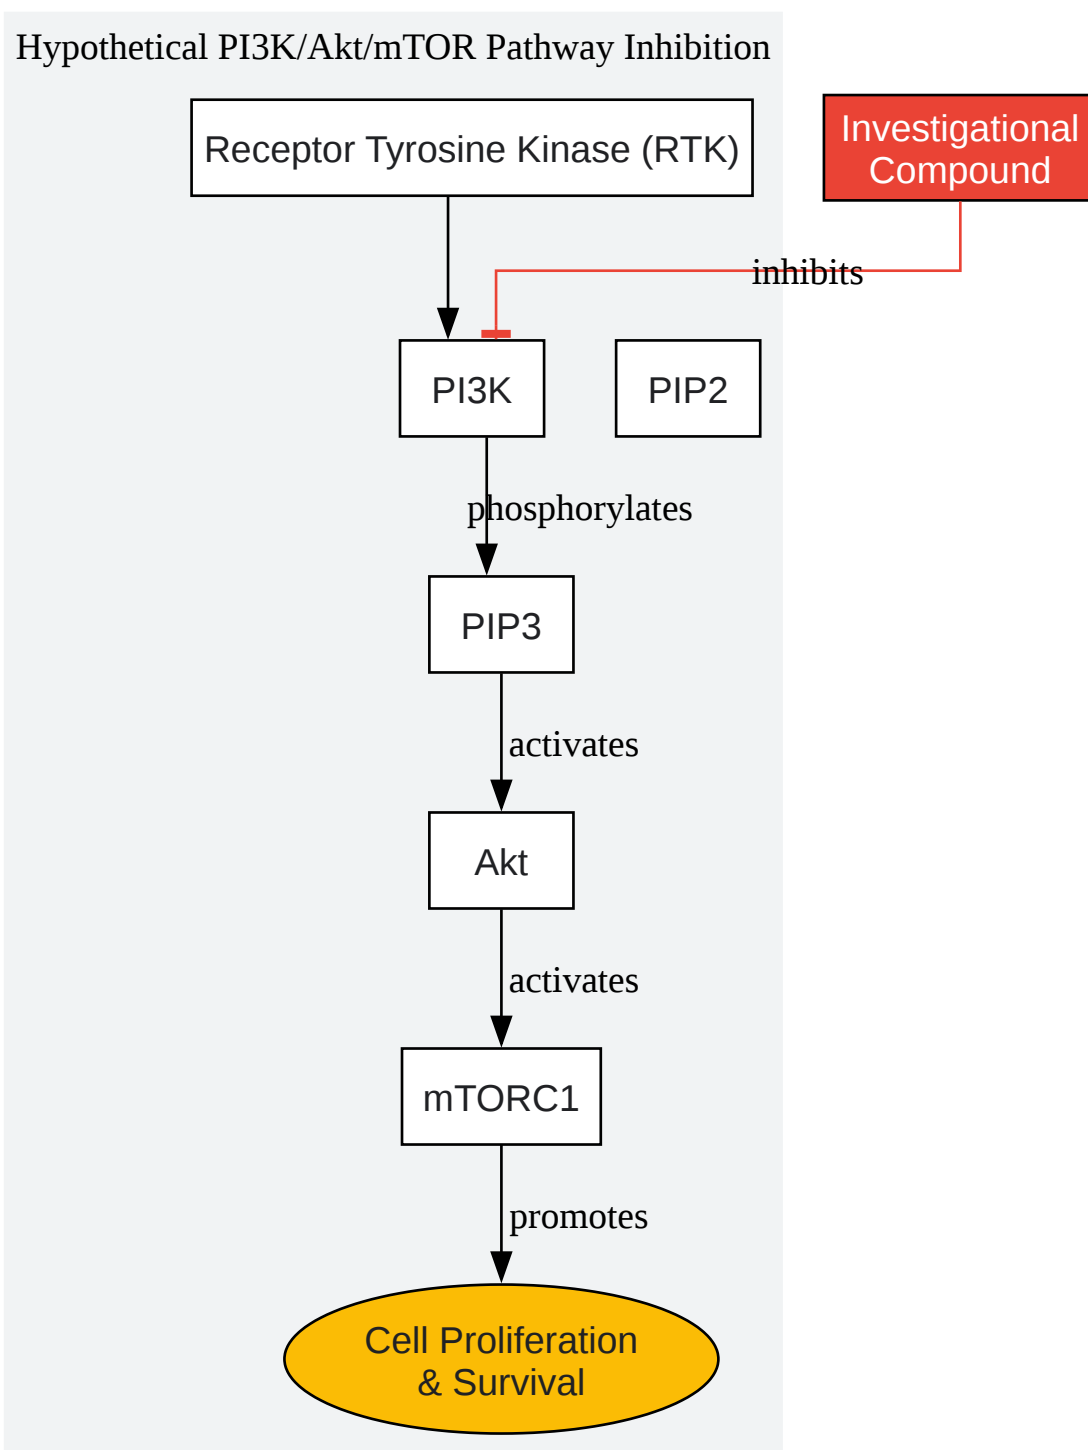 Hypothetical PI3K/Akt/mTOR Pathway Inhibition
Receptor Tyrosine Kinase (RTK)
Investigational
Compound
inhibits
PI3K
PIP2
phosphorylates
PIP3
activates
Akt
activates
mTORC1
promotes
Cell Proliferation
& Survival